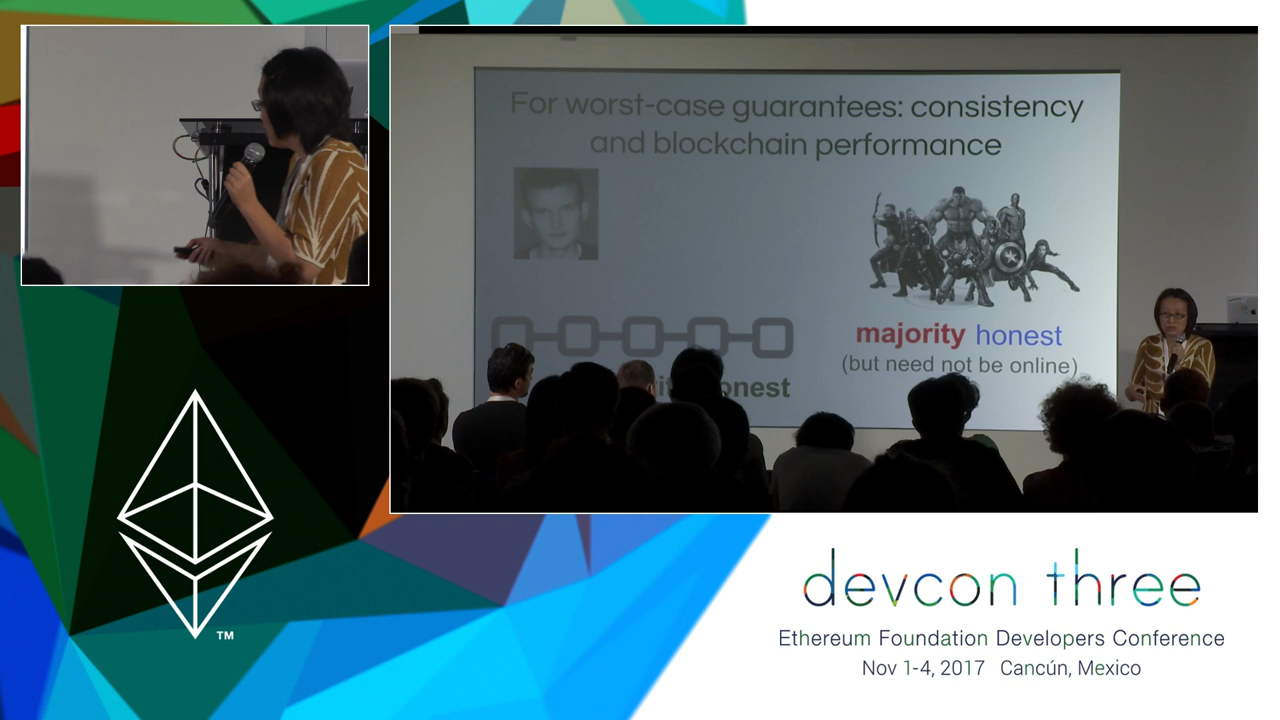 For worst-case guarantees: consistency
and blockchain performance
majority honest
(but need not be online)
onest
TM
devcon three
Ethereum Foundation Developers Conference
Nov 1-4, 2017 Cancún, Mexico